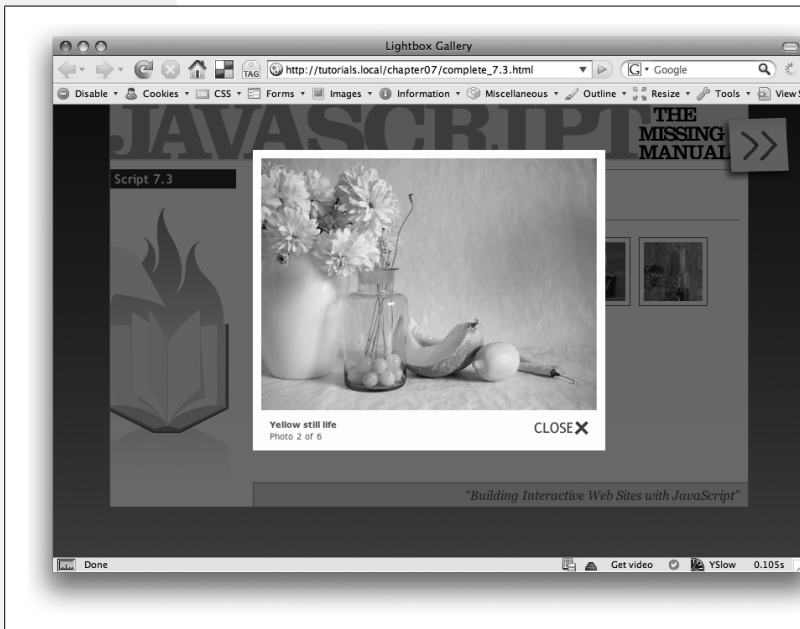 Lightbox Gallery
TAG
http://tutorials.local/chapter07/complete_7.3.html
G
Google
Disable Cookies CSS Forms Images Information Miscellaneous Outline Resize Tools View
JAVASCRIPT
THE
MISSING
MANUAL
>>
Script 7.3
Yellow still life
Photo 2 of 6
CLOSE
"Building Interactive Web Sites with JavaScript"
Done
Get video YSlow 0.105s